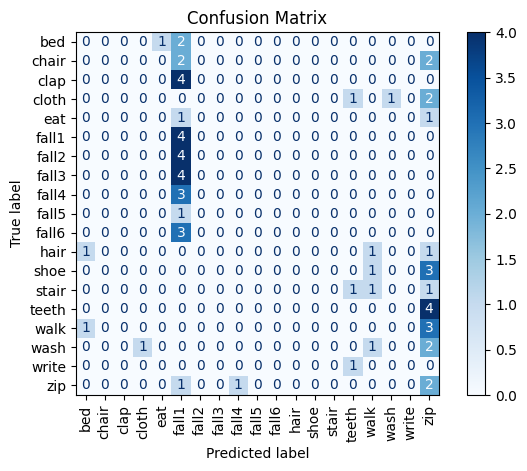 Confusion Matrix
bed 0 0 0 0 1 2 0 0 0 0 0 0 0 0 0 0 0 0 0
chair 0 0 0 0 0 2 0 0 0 0 0 0 0 0 0 0 0 0 2
clap 0 0 0 0 0 4 0 0 0 0 0 0 0 0 0 0 0 0 0
cloth 0 0 0 0 0 0 0 0 0 0 0 0 0 0 1 0 1 0 2
eat 0 0 0 0 0 1 0 0 0 0 0 0 0 0 0 0 0 0 1
fall1 0 0 0 0 0 4 0 0 0 0 0 0 0 0 0 0 0 0 0
fall2 0 0 0 0 0 4 0 0 0 0 0 0 0 0 0 0 0 0 0
fall3 0 0 0 0 0 4 0 0 0 0 0 0 0 0 0 0 0 0 0
fall4 0 0 0 0 0 3 0 0 0 0 0 0 0 0 0 0 0 0 0
fall5 0 0 0 0 0 1 0 0 0 0 0 0 0 0 0 0 0 0 0
fall6 0 0 0 0 0 3 0 0 0 0 0 0 0 0 0 0 0 0 0
hair 1 0 0 0 0 0 0 0 0 0 0 0 0 0 0 1 0 0 1
shoe 0 0 0 0 0 0 0 0 0 0 0 0 0 0 0 1 0 0 3
stair 0 0 0 0 0 0 0 0 0 0 0 0 0 0 1 1 0 0 1
teeth 0 0 0 0 0 0 0 0 0 0 0 0 0 0 0 0 0 0 4
walk 1 0 0 0 0 0 0 0 0 0 0 0 0 0 0 0 0 0 3
wash 0 0 0 1 0 0 0 0 0 0 0 0 0 0 0 1 0 0 2
write 0 0 0 0 0 0 0 0 0 0 0 0 0 0 1 0 0 0 0
zip 0 0 0 0 0 1 0 0 1 0 0 0 0 0 0 0 0 0 2
bed chair clap cloth eat fall1 fall2 fall3 fall4 fall5 fall6 hair shoe stair teeth walk wash write zip
Predicted label
True label
4.0
3.5
3.0
2.5
2.0
1.5
1.0
0.5
0.0